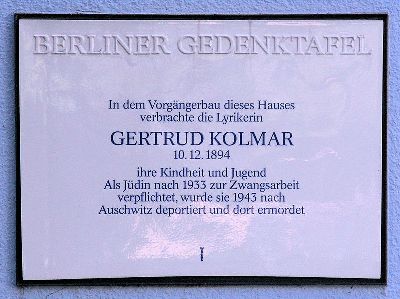 BERLINER GEDENKTAFEL
In dem Vorgängerbau dieses Hauses
verbrachte die Lyrikerin
GERTRUD KOLMAR
10.12.1894
ihre Kindheit und Jugend
Als Jüdin nach 1933 zur Zwangsarbeit
verpflichtet, wurde sie 1943 nach
Auschwitz deportiert und dort ermordet